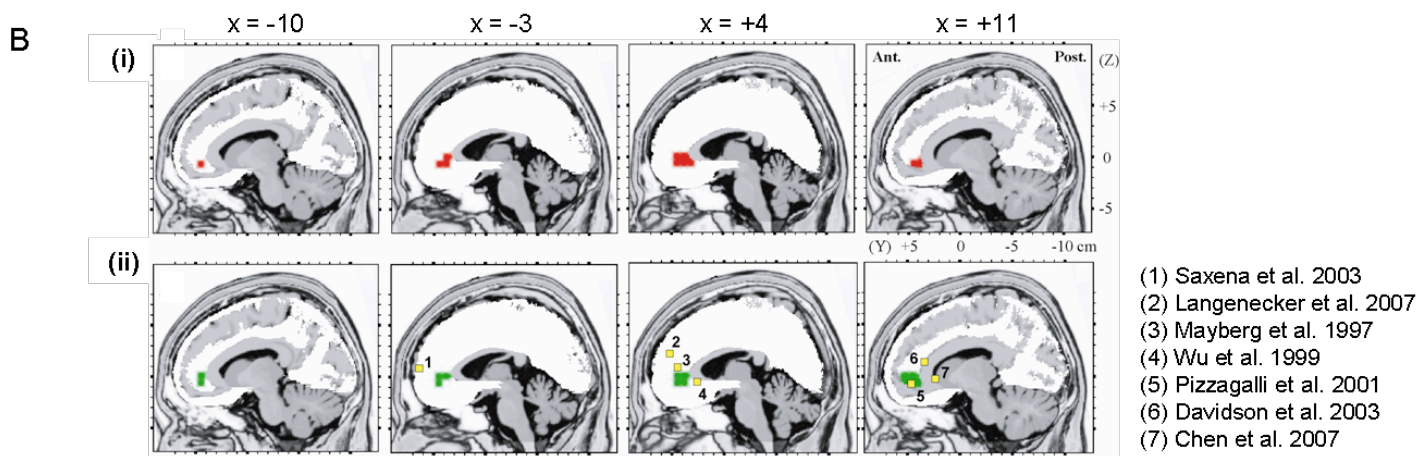 B
x = -10 x = -3 x = +4 x = +11
(i)
Ant. Post. (Z)
+5
0
-5
(Y) +5 0 -5 -10 cm
(ii)
1
2
3
4
6
7
5
(1) Saxena et al. 2003
(2) Langenecker et al. 2007
(3) Mayberg et al. 1997
(4) Wu et al. 1999
(5) Pizzagalli et al. 2001
(6) Davidson et al. 2003
(7) Chen et al. 2007